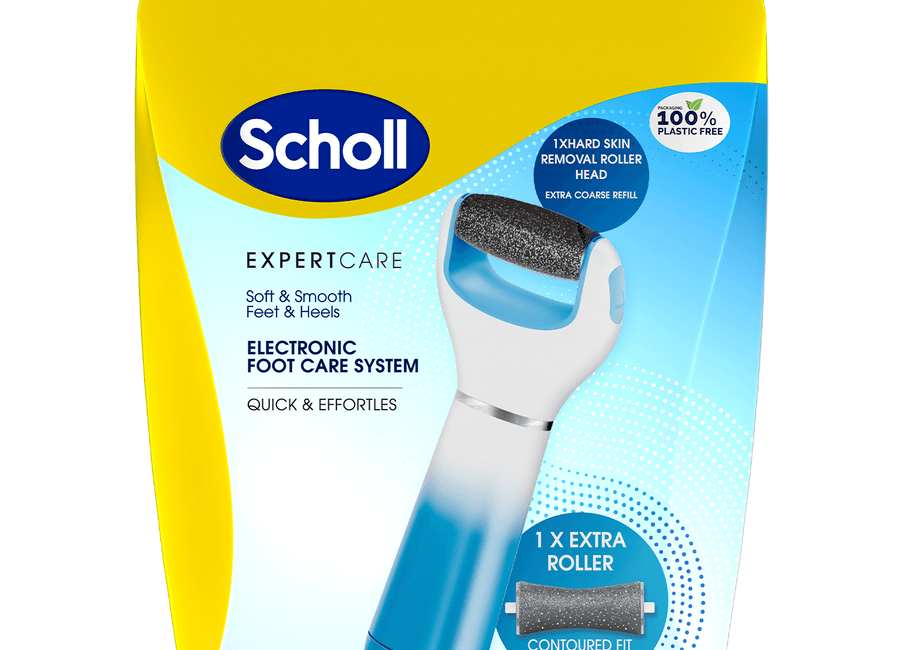 Scholl
PACKAGING
100%
PLASTIC FREE
1XHARD SKIN
REMOVAL ROLLER
HEAD
EXTRA COARSE REFILL
EXPERTCARE
Soft & Smooth
Feet & Heels
ELECTRONIC
FOOT CARE SYSTEM
QUICK & EFFORTLES
1 X EXTRA
ROLLER
CONTOURED FIT